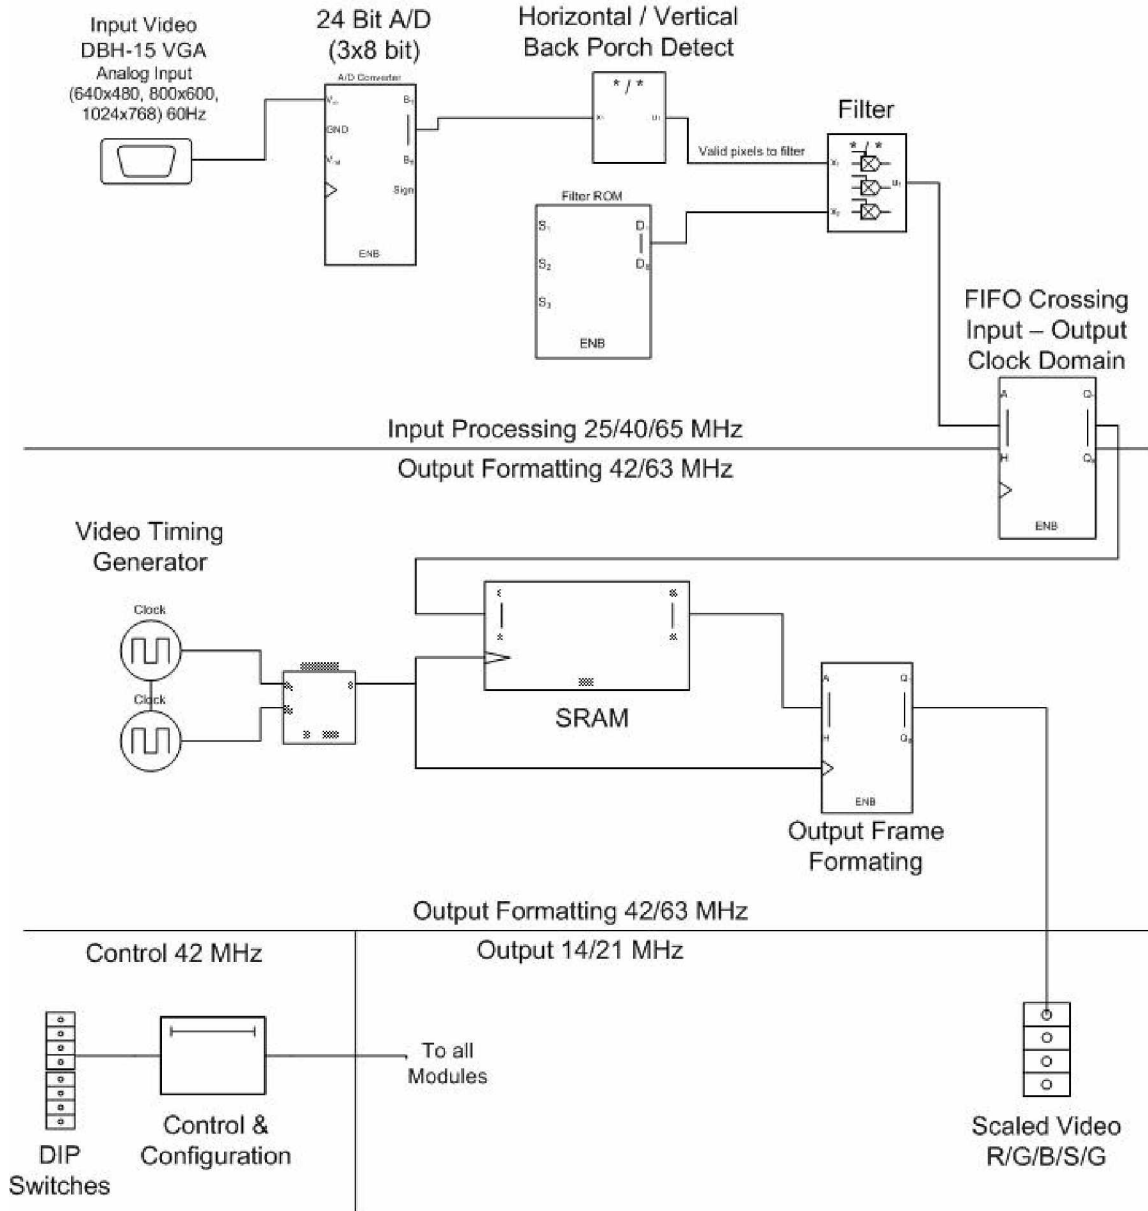 Input Video
DBH-15 VGA
Analog Input
(640x480, 800x600,
1024x768) 60Hz
24 Bit A/D
(3x8 bit)
A/D Converter
GND
Sign
ENB
Horizontal / Vertical
Back Porch Detect
* / *
Valid pixels to filter
Filter
* / *
Filter ROM
S1
S2
S3
ENB
FIFO Crossing
Input – Output
Clock Domain
A
H
ENB
Input Processing 25/40/65 MHz
Output Formatting 42/63 MHz
Video Timing
Generator
Clock
Clock
SRAM
A
H
ENB
Output Frame
Formating
Output Formatting 42/63 MHz
Control 42 MHz
Output 14/21 MHz
To all
Modules
Control &
Configuration
DIP
Switches
Scaled Video
R/G/B/S/G